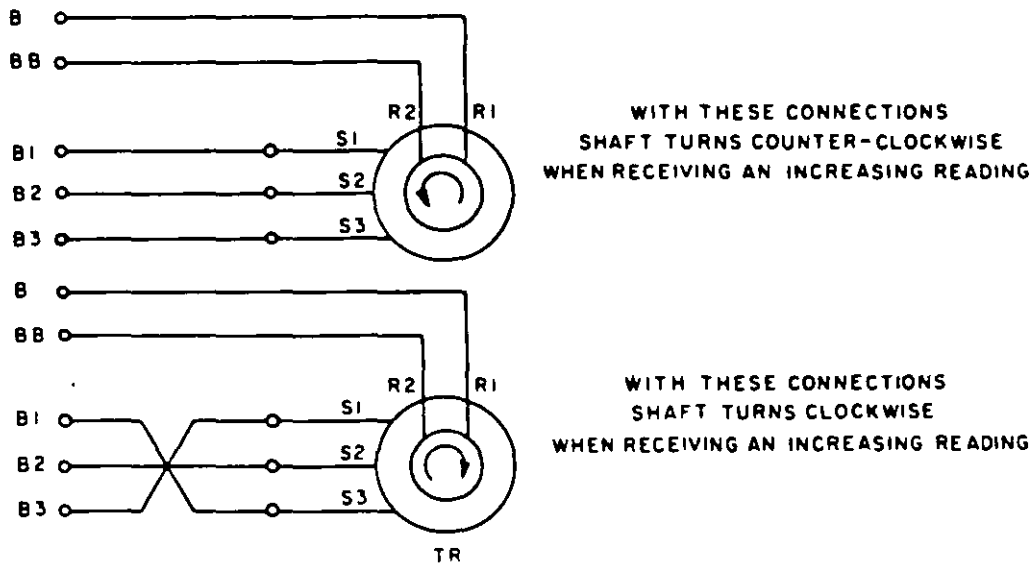 B
BB
R2 R1
B1 S1
B2 S2
B3 S3
WITH THESE CONNECTIONS
SHAFT TURNS COUNTER-CLOCKWISE
WHEN RECEIVING AN INCREASING READING
B
BB
R2 R1
B1 S1
B2 S2
B3 S3
TR
WITH THESE CONNECTIONS
SHAFT TURNS CLOCKWISE
WHEN RECEIVING AN INCREASING READING